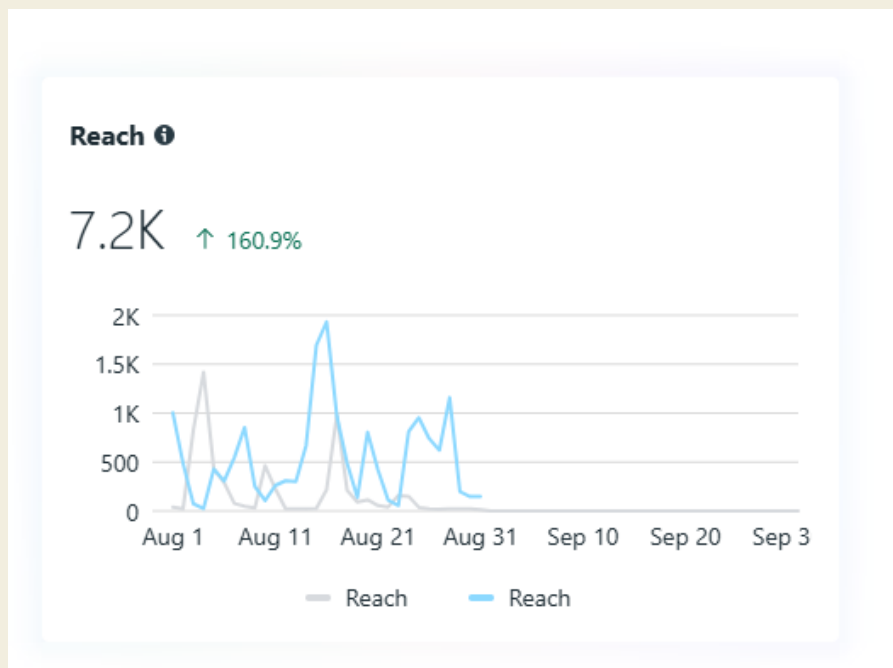 Reach
7.2K ↑ 160.9%
2K
1.5K
1K
500
0
Aug 1 Aug 11 Aug 21 Aug 31 Sep 10 Sep 20 Sep 3
Reach Reach